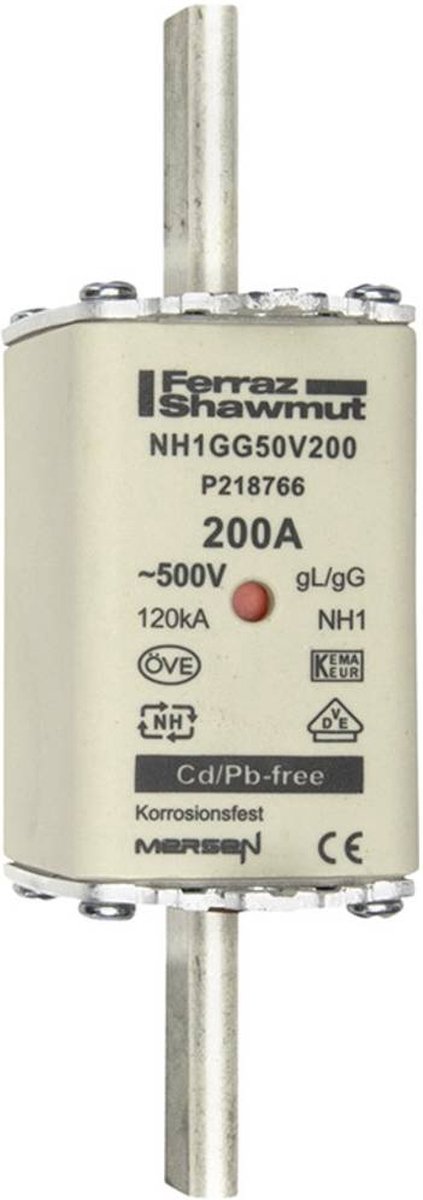 Ferraz
Shawmut
NH1GG50V200
P218766
200A
~500V gL/gG
120kA NH1
ÖVE KEMA
KEUR
NH VDE
Cd/Pb-free
Korrosionsfest
MERSEN CE